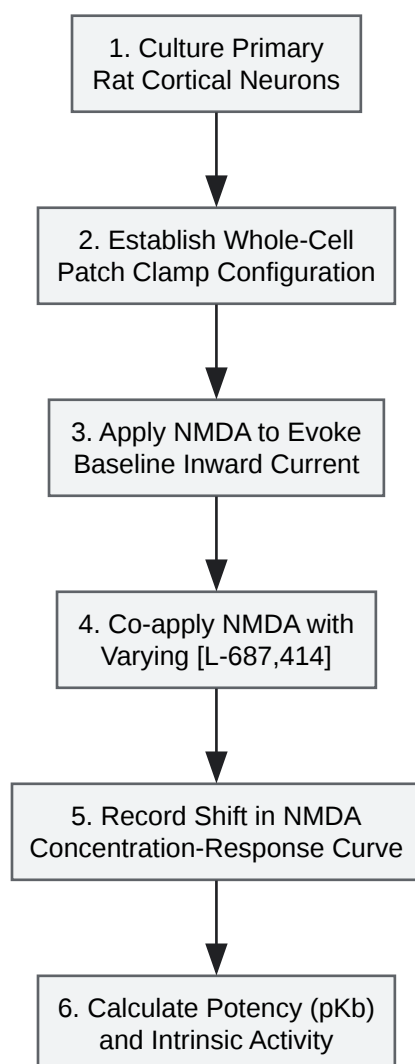 1. Culture Primary
Rat Cortical Neurons
2. Establish Whole-Cell
Patch Clamp Configuration
3. Apply NMDA to Evoke
Baseline Inward Current
4. Co-apply NMDA with
Varying [L-687,414]
5. Record Shift in NMDA
Concentration-Response Curve
6. Calculate Potency (pKb)
and Intrinsic Activity